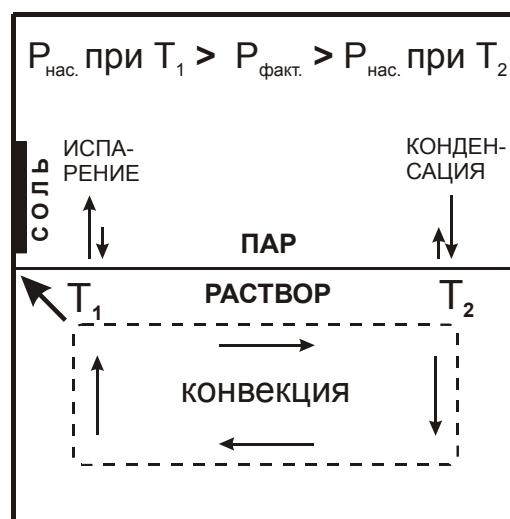 Pнас. при T1 > Pфакт. > Pнас. при T2
ИСПА-
РЕНИЕ
КОНДЕН-
САЦИЯ
СОЛЬ
ПАР
T1
РАСТВОР
T2
конвекция